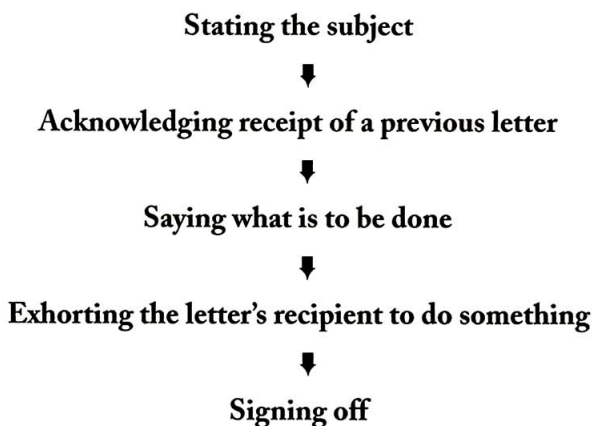 Stating the subject
Acknowledging receipt of a previous letter
Saying what is to be done
Exhorting the letter’s recipient to do something
Signing off